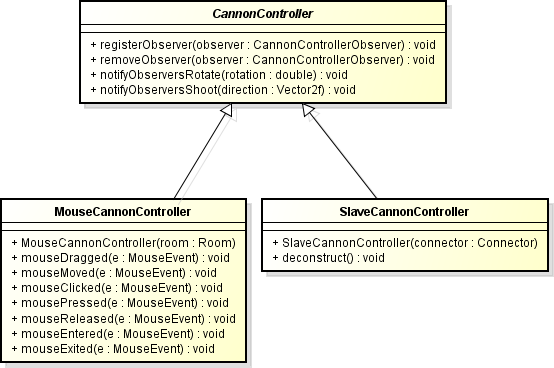 CannonController
+ registerObserver(observer : CannonControllerObserver) : void
+ removeObserver(observer : CannonControllerObserver) : void
+ notifyObserversRotate(rotation : double) : void
+ notifyObserversShoot(direction : Vector2f) : void
MouseCannonController
+ MouseCannonController(room : Room)
+ mouseDragged(e : MouseEvent) : void
+ mouseMoved(e : MouseEvent) : void
+ mouseClicked(e : MouseEvent) : void
+ mousePressed(e : MouseEvent) : void
+ mouseReleased(e : MouseEvent) : void
+ mouseEntered(e : MouseEvent) : void
+ mouseExited(e : MouseEvent) : void
SlaveCannonController
+ SlaveCannonController(connector : Connector)
+ deconstruct() : void